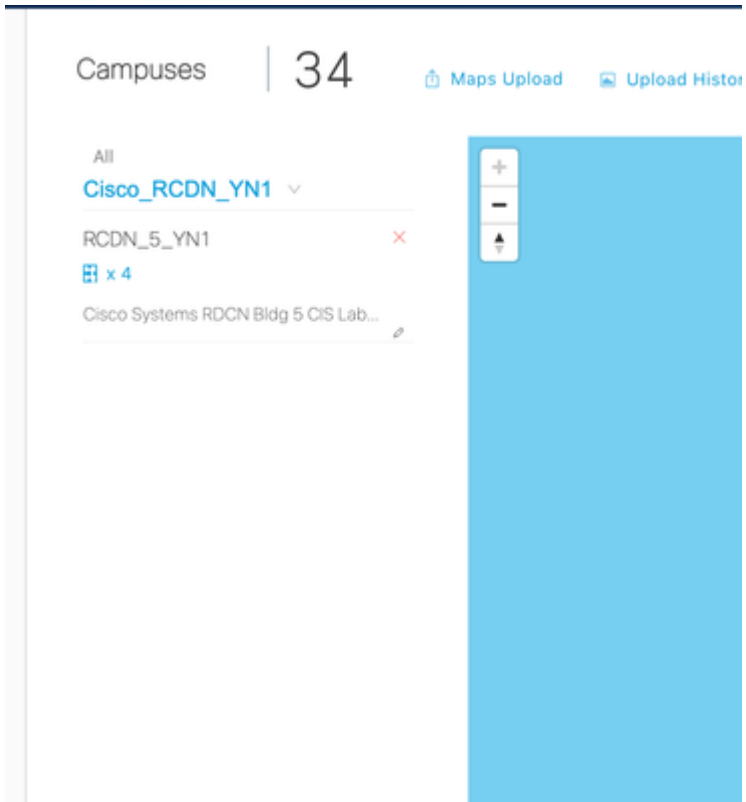 Campuses | 34
Maps Upload Upload Histor
All
Cisco_RCDN_YN1
RCDN_5_YN1
x 4
Cisco Systems RDCN Bldg 5 CIS Lab...